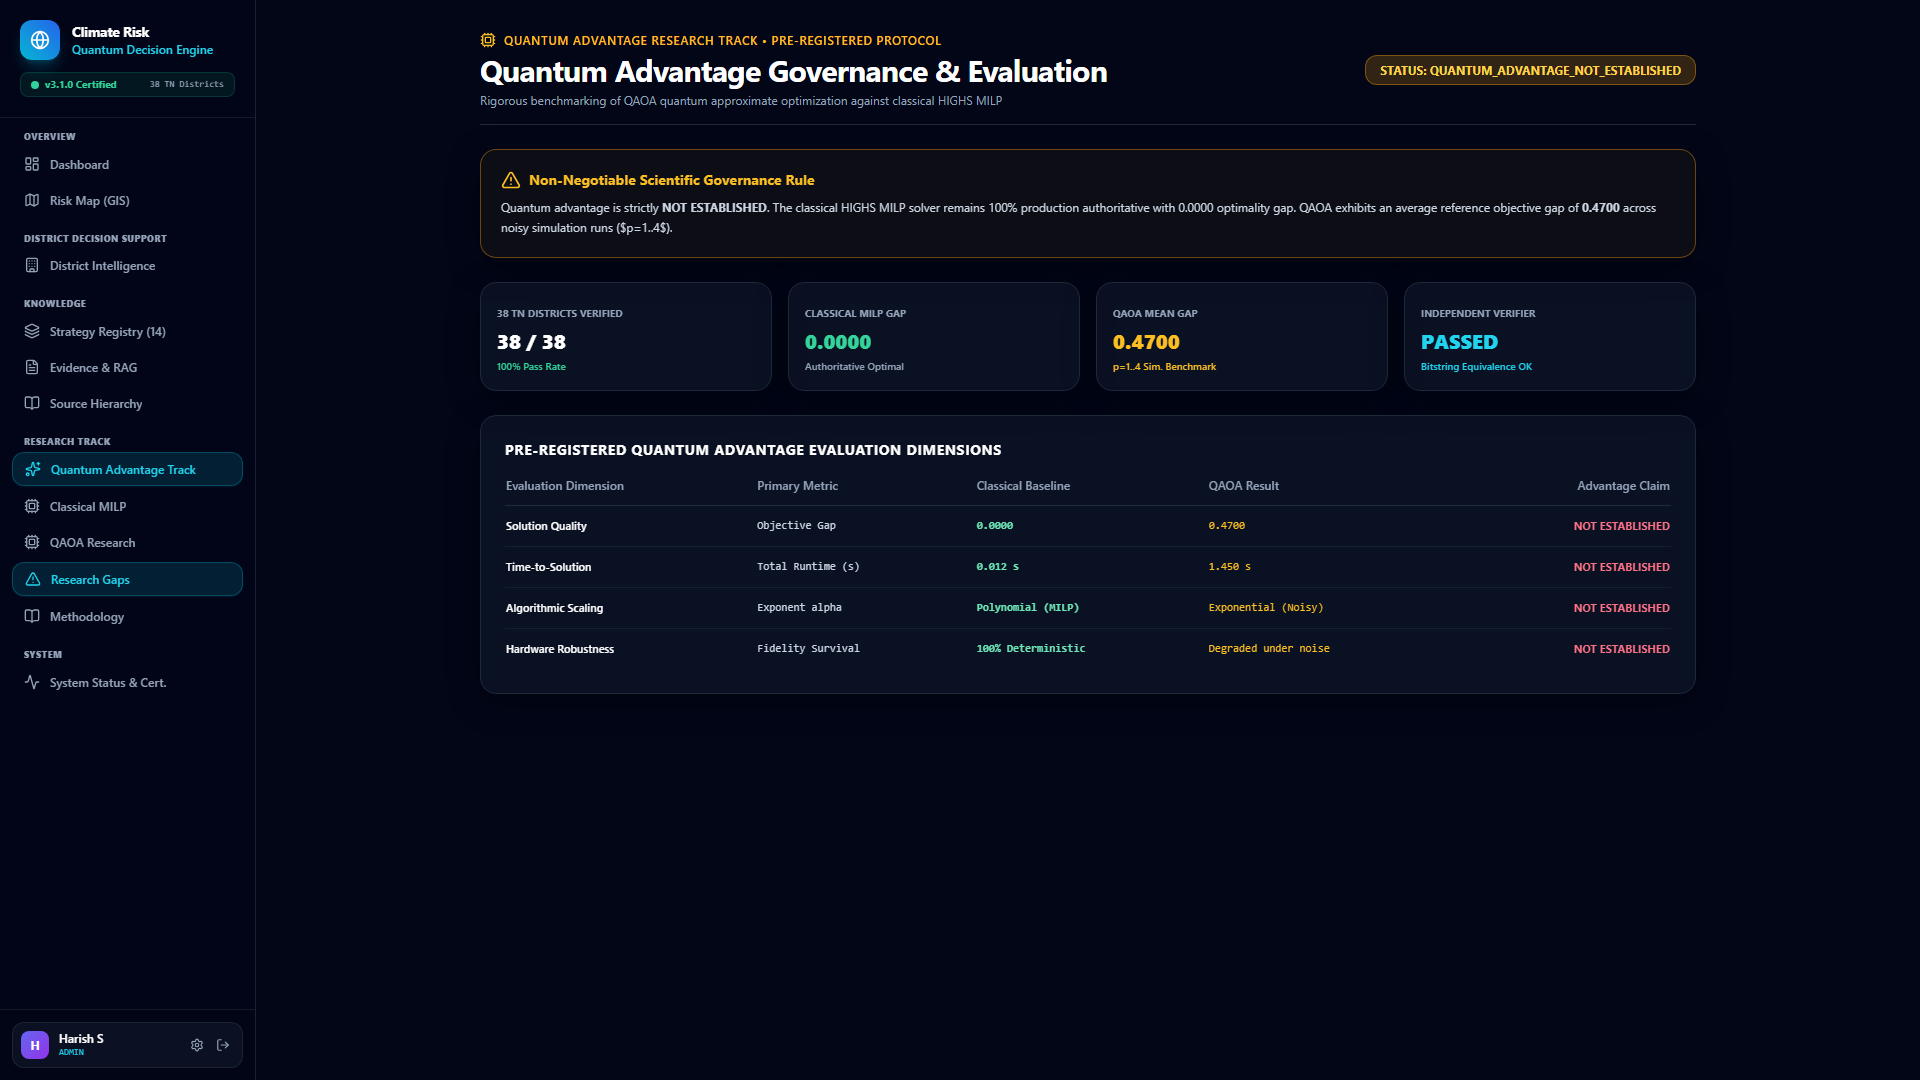 Climate Risk
Quantum Decision Engine
v3.1.0 Certified 38 TN Districts
OVERVIEW
Dashboard
Risk Map (GIS)
DISTRICT DECISION SUPPORT
District Intelligence
KNOWLEDGE
Strategy Registry (14)
Evidence & RAG
Source Hierarchy
RESEARCH TRACK
Quantum Advantage Track
Classical MILP
QAOA Research
Research Gaps
Methodology
SYSTEM
System Status & Cert.
H
Harish S
ADMIN
QUANTUM ADVANTAGE RESEARCH TRACK • PRE-REGISTERED PROTOCOL
Quantum Advantage Governance & Evaluation
Rigorous benchmarking of QAOA quantum approximate optimization against classical HIGHS MILP
STATUS: QUANTUM_ADVANTAGE_NOT_ESTABLISHED
Non-Negotiable Scientific Governance Rule
Quantum advantage is strictly NOT ESTABLISHED. The classical HIGHS MILP solver remains 100% production authoritative with 0.0000 optimality gap. QAOA exhibits an average reference objective gap of 0.4700 across
noisy simulation runs ($p=1..4$).
38 TN DISTRICTS VERIFIED
38 / 38
100% Pass Rate
CLASSICAL MILP GAP
0.0000
Authoritative Optimal
QAOA MEAN GAP
0.4700
p=1..4 Sim. Benchmark
INDEPENDENT VERIFIER
PASSED
Bitstring Equivalence OK
PRE-REGISTERED QUANTUM ADVANTAGE EVALUATION DIMENSIONS
Evaluation Dimension Primary Metric Classical Baseline QAOA Result Advantage Claim
Solution Quality Objective Gap 0.0000 0.4700 NOT ESTABLISHED
Time-to-Solution Total Runtime (s) 0.012 s 1.450 s NOT ESTABLISHED
Algorithmic Scaling Exponent alpha Polynomial (MILP) Exponential (Noisy) NOT ESTABLISHED
Hardware Robustness Fidelity Survival 100% Deterministic Degraded under noise NOT ESTABLISHED